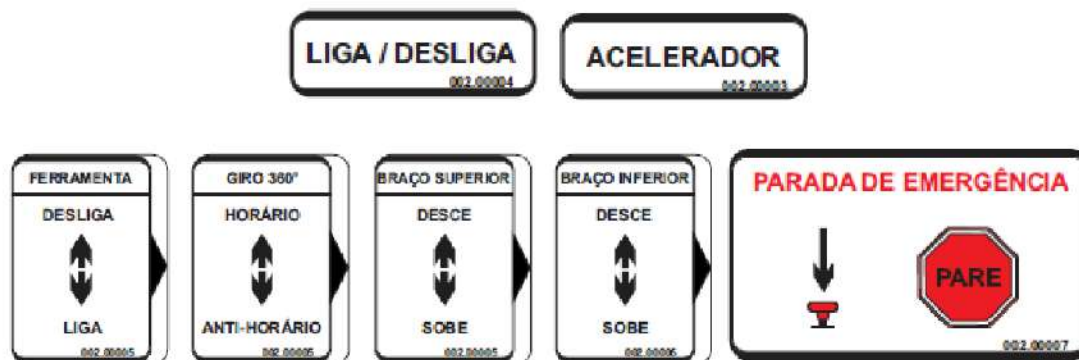 LIGA / DESLIGA
002.00004
ACELERADOR
002.00003
FERRAMENTA
DESLIGA
LIGA
002.00005
GIRO 360°
HORÁRIO
ANTI-HORÁRIO
002.00005
BRAÇO SUPERIOR
DESCE
SOBE
002.00005
BRAÇO INFERIOR
DESCE
SOBE
002.00006
PARADA DE EMERGÊNCIA
PARE
002.00007